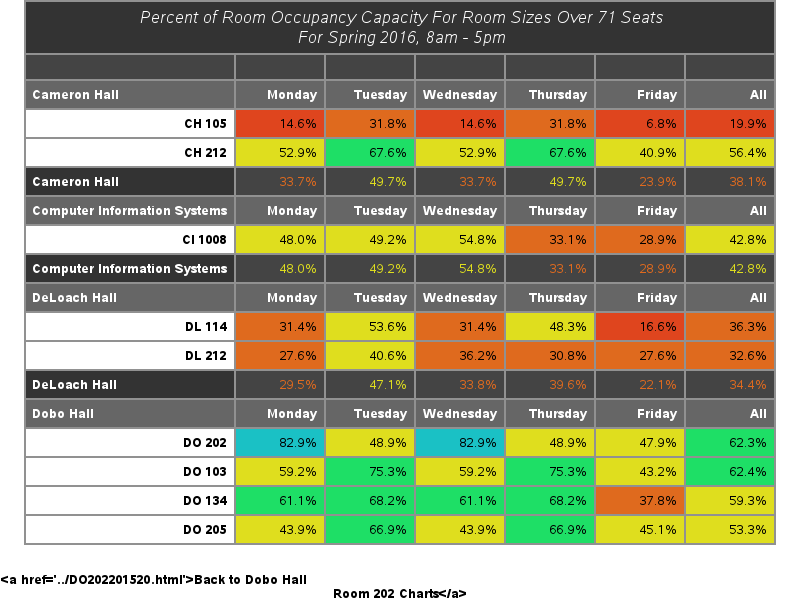 Percent of Room Occupancy Capacity For Room Sizes Over 71 Seats
For Spring 2016, 8am - 5pm
Cameron Hall Monday Tuesday Wednesday Thursday Friday All
CH 105 14.6% 31.8% 14.6% 31.8% 6.8% 19.9%
CH 212 52.9% 67.6% 52.9% 67.6% 40.9% 56.4%
Cameron Hall 33.7% 49.7% 33.7% 49.7% 23.9% 38.1%
Computer Information Systems Monday Tuesday Wednesday Thursday Friday All
CI 1008 48.0% 49.2% 54.8% 33.1% 28.9% 42.8%
Computer Information Systems 48.0% 49.2% 54.8% 33.1% 28.9% 42.8%
DeLoach Hall Monday Tuesday Wednesday Thursday Friday All
DL 114 31.4% 53.6% 31.4% 48.3% 16.6% 36.3%
DL 212 27.6% 40.6% 36.2% 30.8% 27.6% 32.6%
DeLoach Hall 29.5% 47.1% 33.8% 39.6% 22.1% 34.4%
Dobo Hall Monday Tuesday Wednesday Thursday Friday All
DO 202 82.9% 48.9% 82.9% 48.9% 47.9% 62.3%
DO 103 59.2% 75.3% 59.2% 75.3% 43.2% 62.4%
DO 134 61.1% 68.2% 61.1% 68.2% 37.8% 59.3%
DO 205 43.9% 66.9% 43.9% 66.9% 45.1% 53.3%
<a href='../DO202201520.html'>Back to Dobo Hall
Room 202 Charts</a>